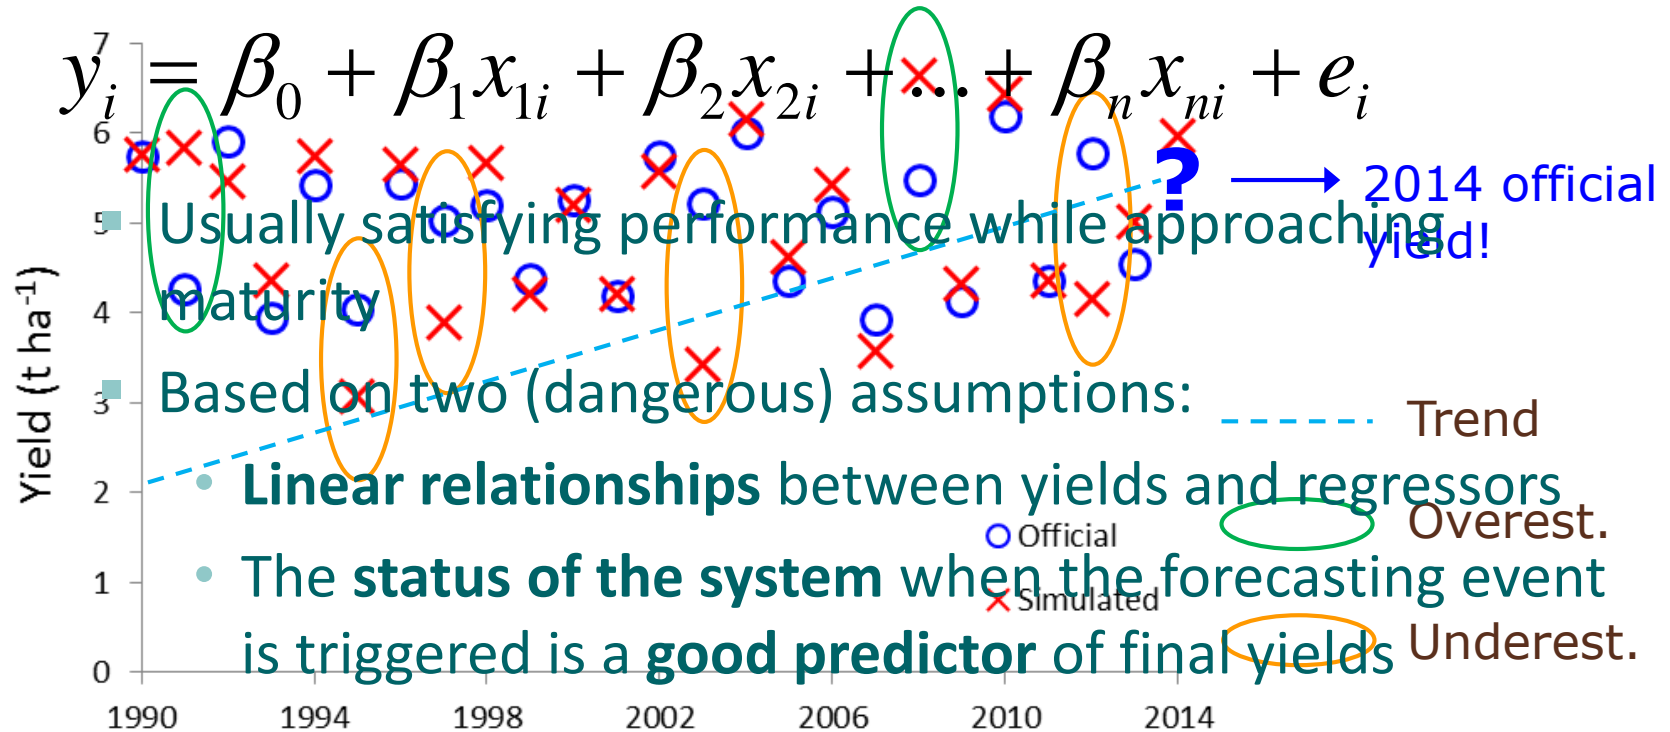 yᵢ = β₀ + β₁x₁ᵢ + β₂x₂ᵢ + ... + βₙxₙᵢ + eᵢ
7
6
5
4
3
2
1
0
Yield (t ha⁻¹)
?
2014 official
yield!
Usually satisfying performance while approaching
maturity
Based on two (dangerous) assumptions:
Trend
Linear relationships between yields and regressors
Overest.
Official
The status of the system when the forecasting event
Simulated
is triggered is a good predictor of final yields
Underest.
1990 1994 1998 2002 2006 2010 2014